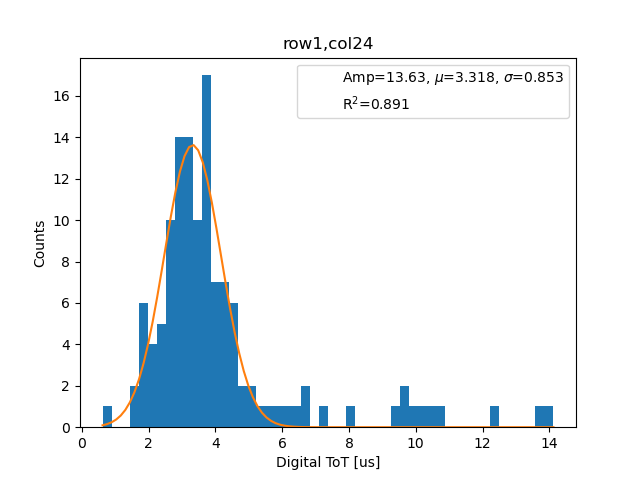 row1,col24
Amp=13.63, μ=3.318, σ=0.853
R²=0.891
Counts
16
14
12
10
8
6
4
2
0
0 2 4 6 8 10 12 14
Digital ToT [us]